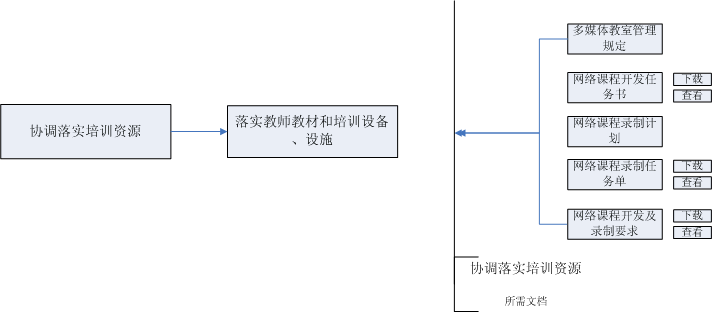 协调落实培训资源
落实教师教材和培训设备
、设施
多媒体教室管理
规定
网络课程开发任
务书
下载
查看
网络课程录制计
划
网络课程录制任
务单
下载
查看
网络课程开发及
录制要求
下载
查看
协调落实培训资源
所需文档